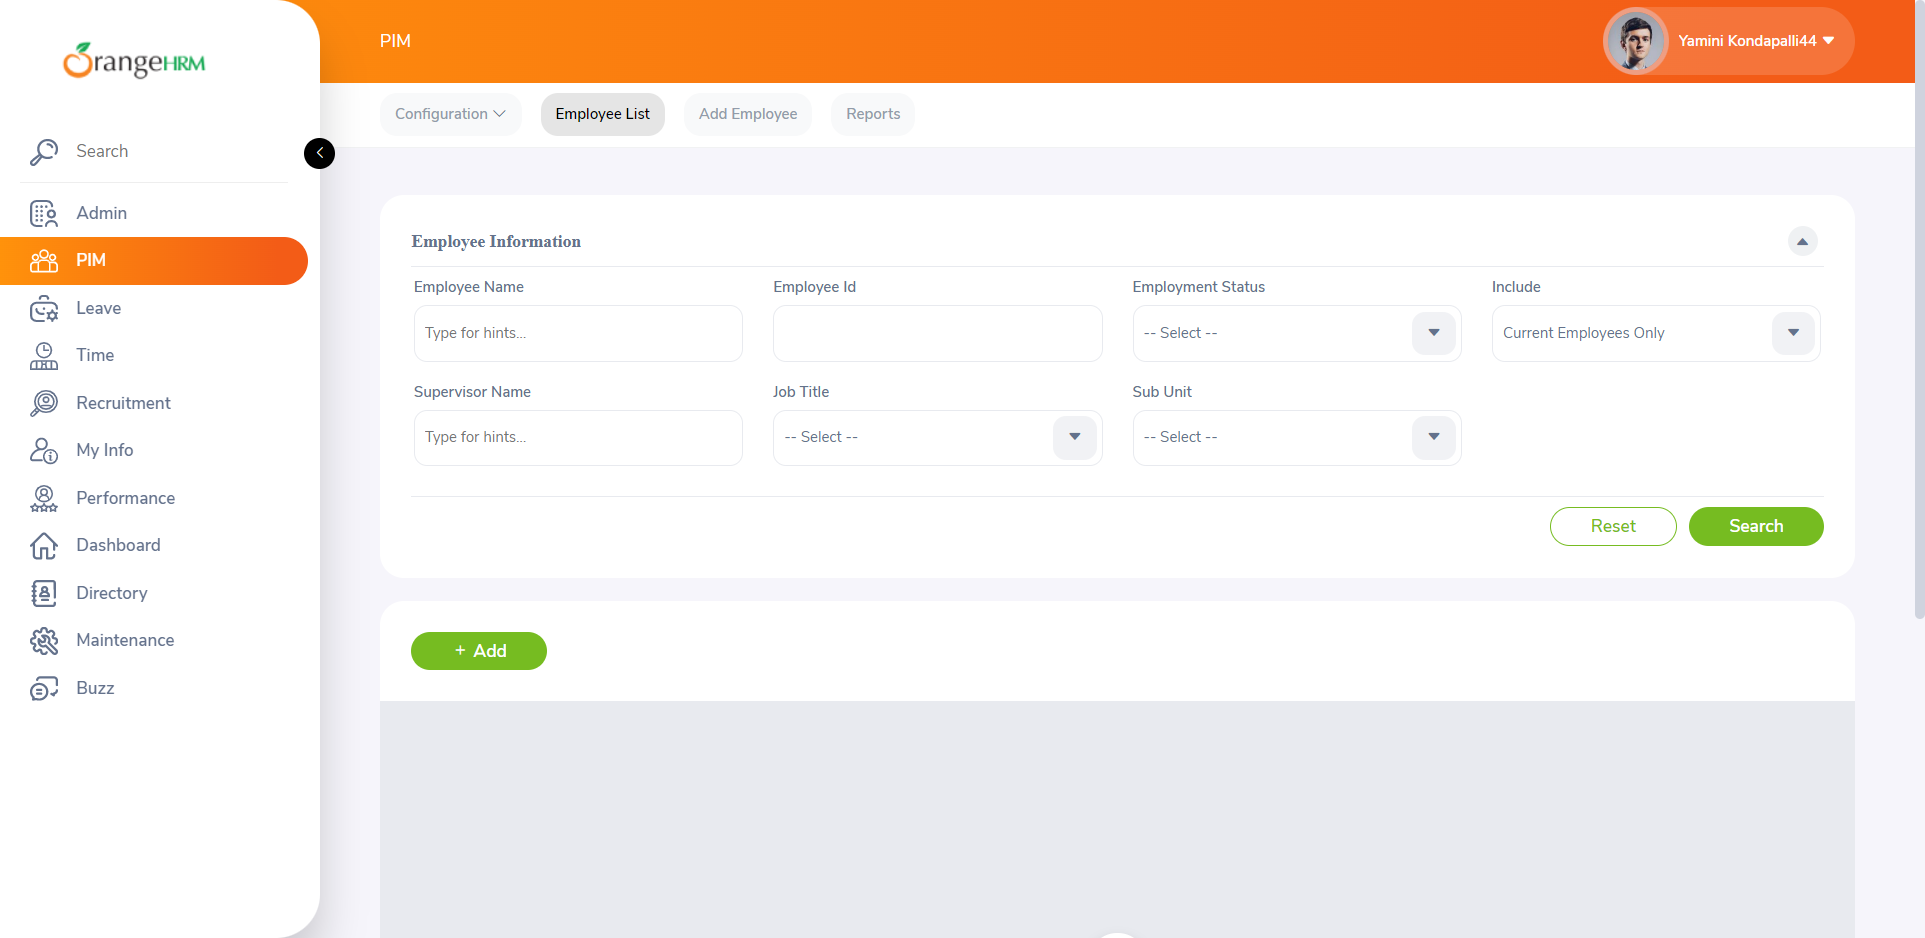 OrangeHRM
PIM
Yamini Kondapalli44
Configuration
Employee List
Add Employee
Reports
Search
Admin
PIM
Leave
Time
Recruitment
My Info
Performance
Dashboard
Directory
Maintenance
Buzz
Employee Information
Employee Name
Employee Id
Employment Status
Include
Type for hints...
-- Select --
Current Employees Only
Supervisor Name
Job Title
Sub Unit
Type for hints...
-- Select --
-- Select --
Reset
Search
+ Add